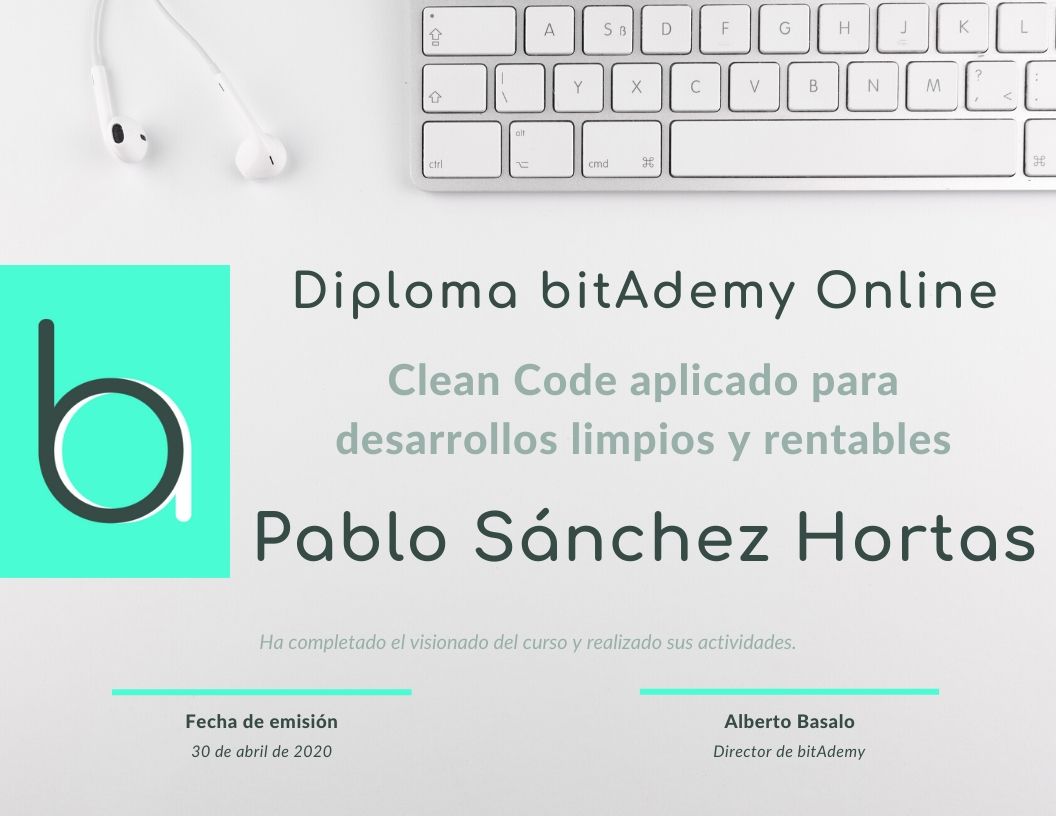 A S ß D F G H J K L
Y X C V B N M ? , <
ctrl alt cmd ⌘ ⌘
Diploma bitAdemy Online
Clean Code aplicado para
desarrollos limpios y rentables
ba
Pablo Sánchez Hortas
Ha completado el visionado del curso y realizado sus actividades.
Fecha de emisión
30 de abril de 2020
Alberto Basalo
Director de bitAdemy